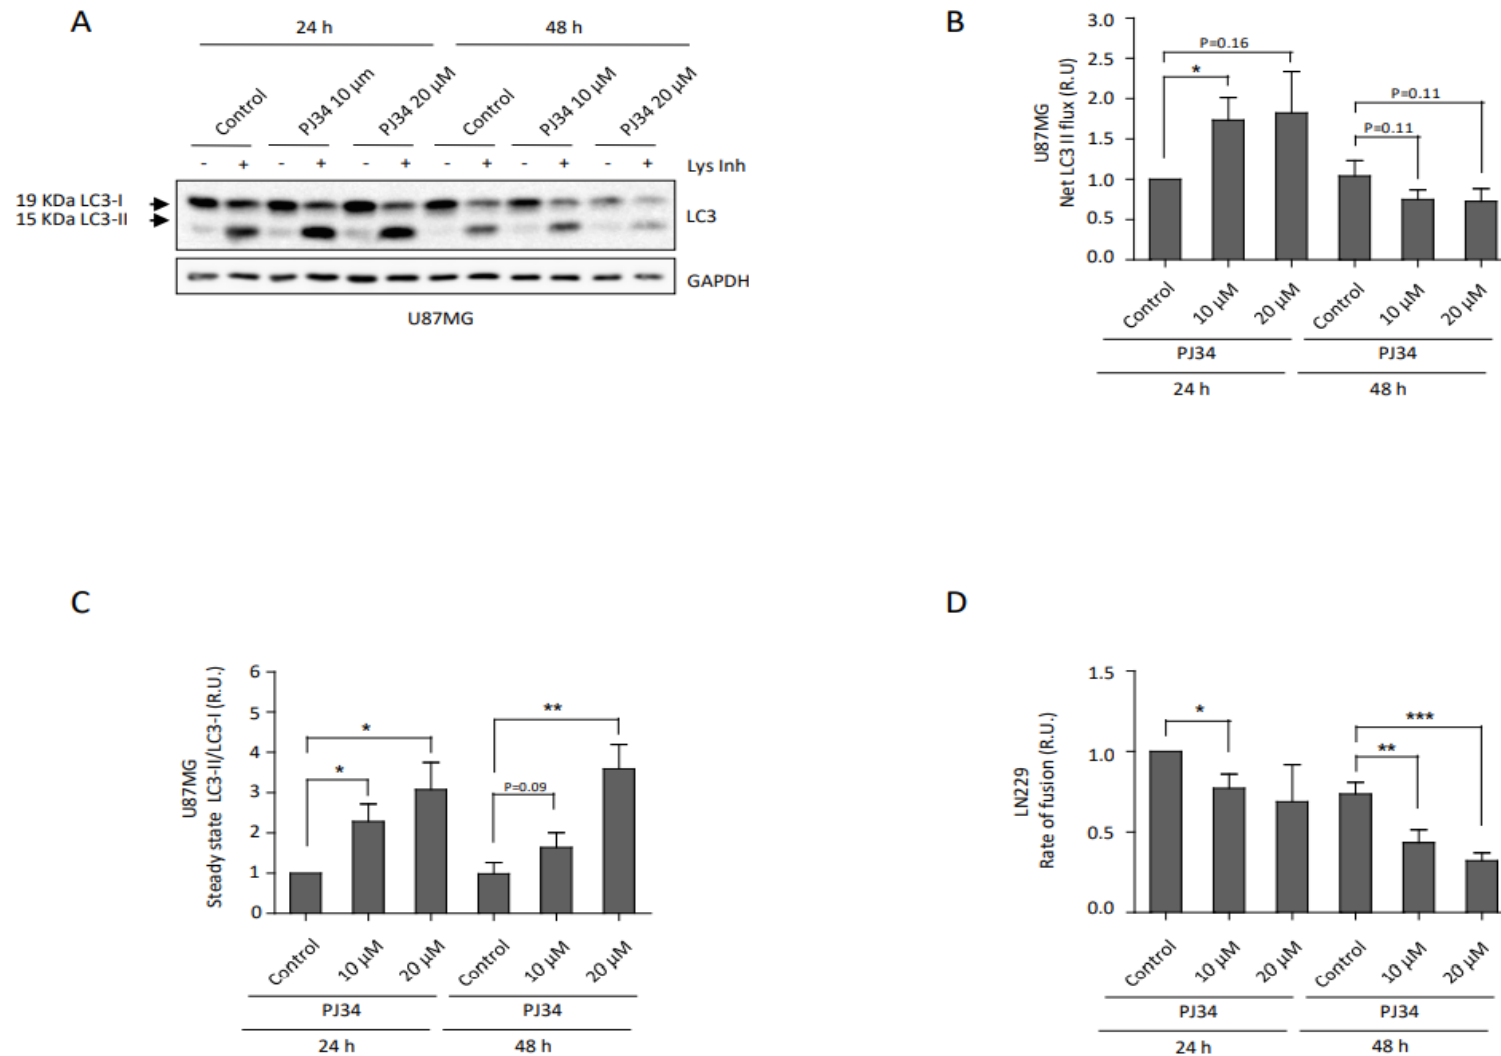 A
24 h
48 h
Control
PJ34 10 µm
PJ34 20 µM
Control
PJ34 10 µM
PJ34 20 µM
- + - + - + - + - + - +
Lys Inh
19 KDa LC3-I
15 KDa LC3-II
LC3
GAPDH
U87MG
B
U87MG
Net LC3 II flux (R.U)
3.0
2.5
2.0
1.5
1.0
0.5
0.0
P=0.16
*
P=0.11
P=0.11
Control
10 µM
20 µM
Control
10 µM
20 µM
PJ34
PJ34
24 h
48 h
C
U87MG
Steady state LC3-II/LC3-I (R.U.)
6
5
4
3
2
1
0
*
*
**
P=0.09
Control
10 µM
20 µM
Control
10 µM
20 µM
PJ34
PJ34
24 h
48 h
D
LN229
Rate of fusion (R.U.)
1.5
1.0
0.5
0.0
*
***
**
Control
10 µM
20 µM
Control
10 µM
20 µM
PJ34
PJ34
24 h
48 h